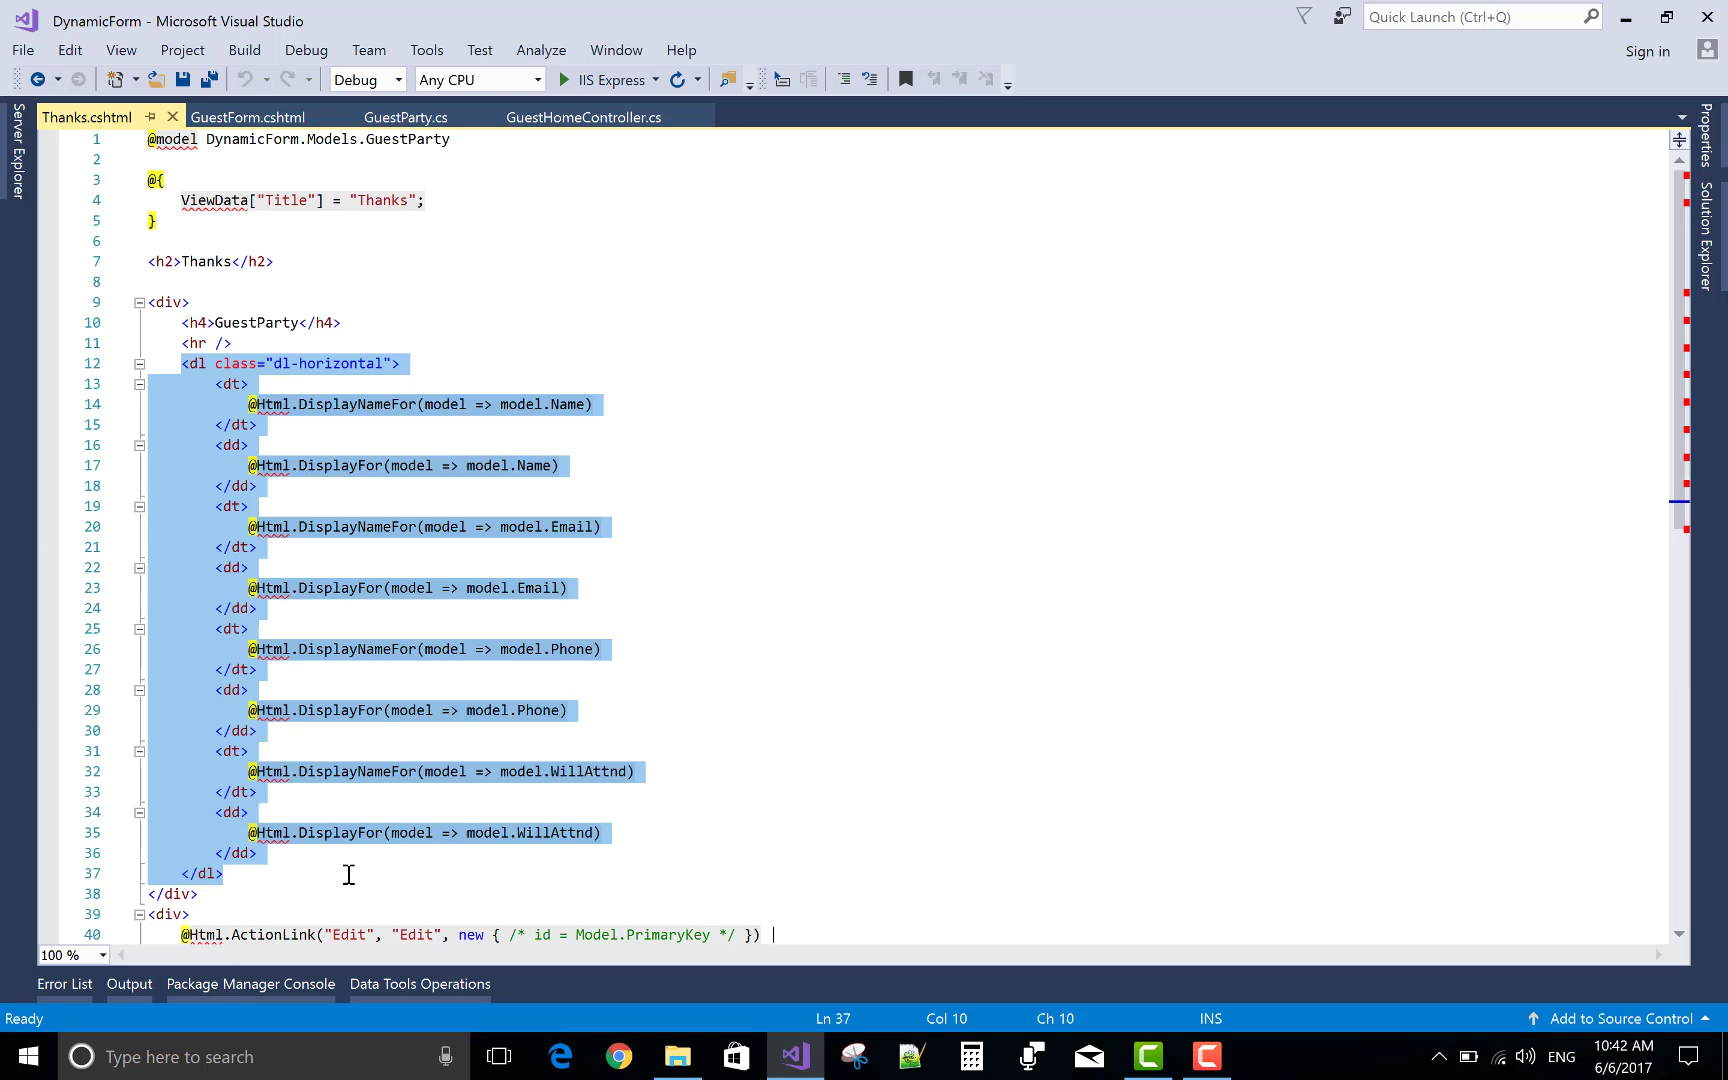 DynamicForm - Microsoft Visual Studio
Quick Launch (Ctrl+Q)
File Edit View Project Build Debug Team Tools Test Analyze Window Help
Sign in
Debug Any CPU IIS Express
Server Explorer
Thanks.cshtml GuestForm.cshtml GuestParty.cs GuestHomeController.cs
Properties
Solution Explorer
1 @model DynamicForm.Models.GuestParty
2
3 @{
4 ViewData["Title"] = "Thanks";
5 }
6
7 <h2>Thanks</h2>
8
9 <div>
10 <h4>GuestParty</h4>
11 <hr />
12 <dl class="dl-horizontal">
13 <dt>
14 @Html.DisplayNameFor(model => model.Name)
15 </dt>
16 <dd>
17 @Html.DisplayFor(model => model.Name)
18 </dd>
19 <dt>
20 @Html.DisplayNameFor(model => model.Email)
21 </dt>
22 <dd>
23 @Html.DisplayFor(model => model.Email)
24 </dd>
25 <dt>
26 @Html.DisplayNameFor(model => model.Phone)
27 </dt>
28 <dd>
29 @Html.DisplayFor(model => model.Phone)
30 </dd>
31 <dt>
32 @Html.DisplayNameFor(model => model.WillAttnd)
33 </dt>
34 <dd>
35 @Html.DisplayFor(model => model.WillAttnd)
36 </dd>
37 </dl>
38 </div>
39 <div>
40 @Html.ActionLink("Edit", "Edit", new { /* id = Model.PrimaryKey */ }) |
100 %
Error List Output Package Manager Console Data Tools Operations
Ready Ln 37 Col 10 Ch 10 INS Add to Source Control
Type here to search
ENG
10:42 AM
6/6/2017